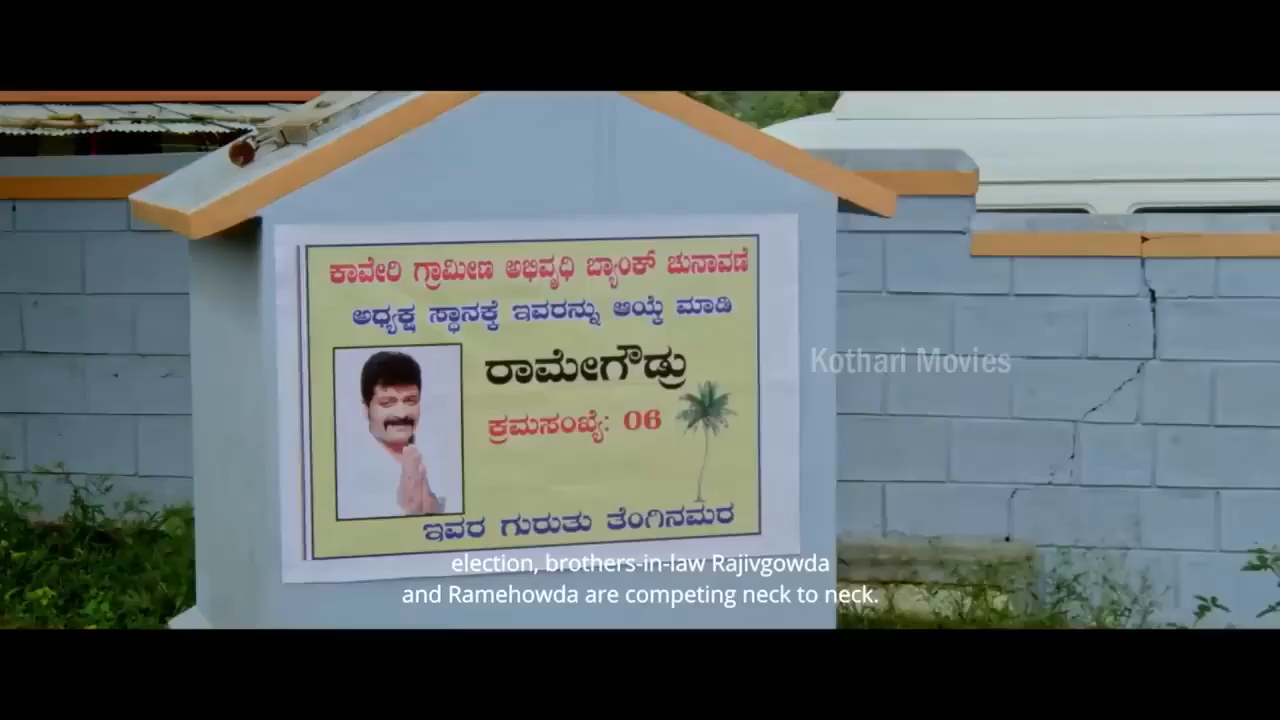 ಕಾವೇರಿ ಗ್ರಾಮೀಣ ಅಭಿವೃಧಿ ಬ್ಯಾಂಕ್ ಚುನಾವಣೆ
ಅಧ್ಯಕ್ಷ ಸ್ಥಾನಕ್ಕೆ ಇವರನ್ನು ಆಯ್ಕೆ ಮಾಡಿ
ರಾಮೇಗೌಡ್ರು
Kothari Movies
ಕ್ರಮಸಂಖ್ಯೆ: 06
ಇವರ ಗುರುತು ತೆಂಗಿನಮರ
election, brothers-in-law Rajivgowda
and Ramehowda are competing neck to neck.